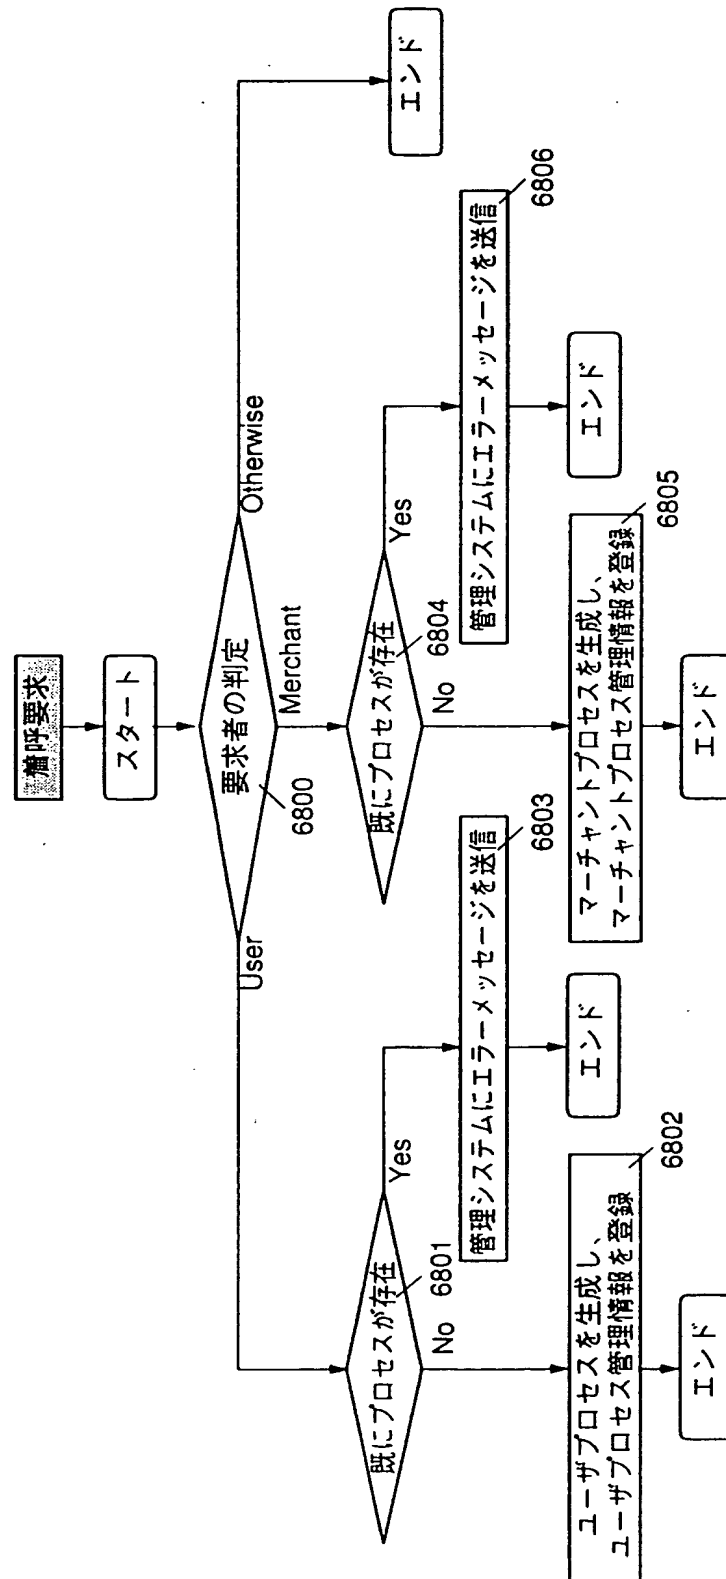 着呼要求
スタート
要求者の判定
6800
User
Merchant
Otherwise
エンド
既にプロセスが存在
6801
Yes
No
管理システムにエラーメッセージを送信
6803
エンド
ユーザプロセスを生成し、
ユーザプロセス管理情報を登録
6802
エンド
既にプロセスが存在
6804
Yes
No
管理システムにエラーメッセージを送信
6806
エンド
マーチャントプロセスを生成し、
マーチャントプロセス管理情報を登録
6805
エンド